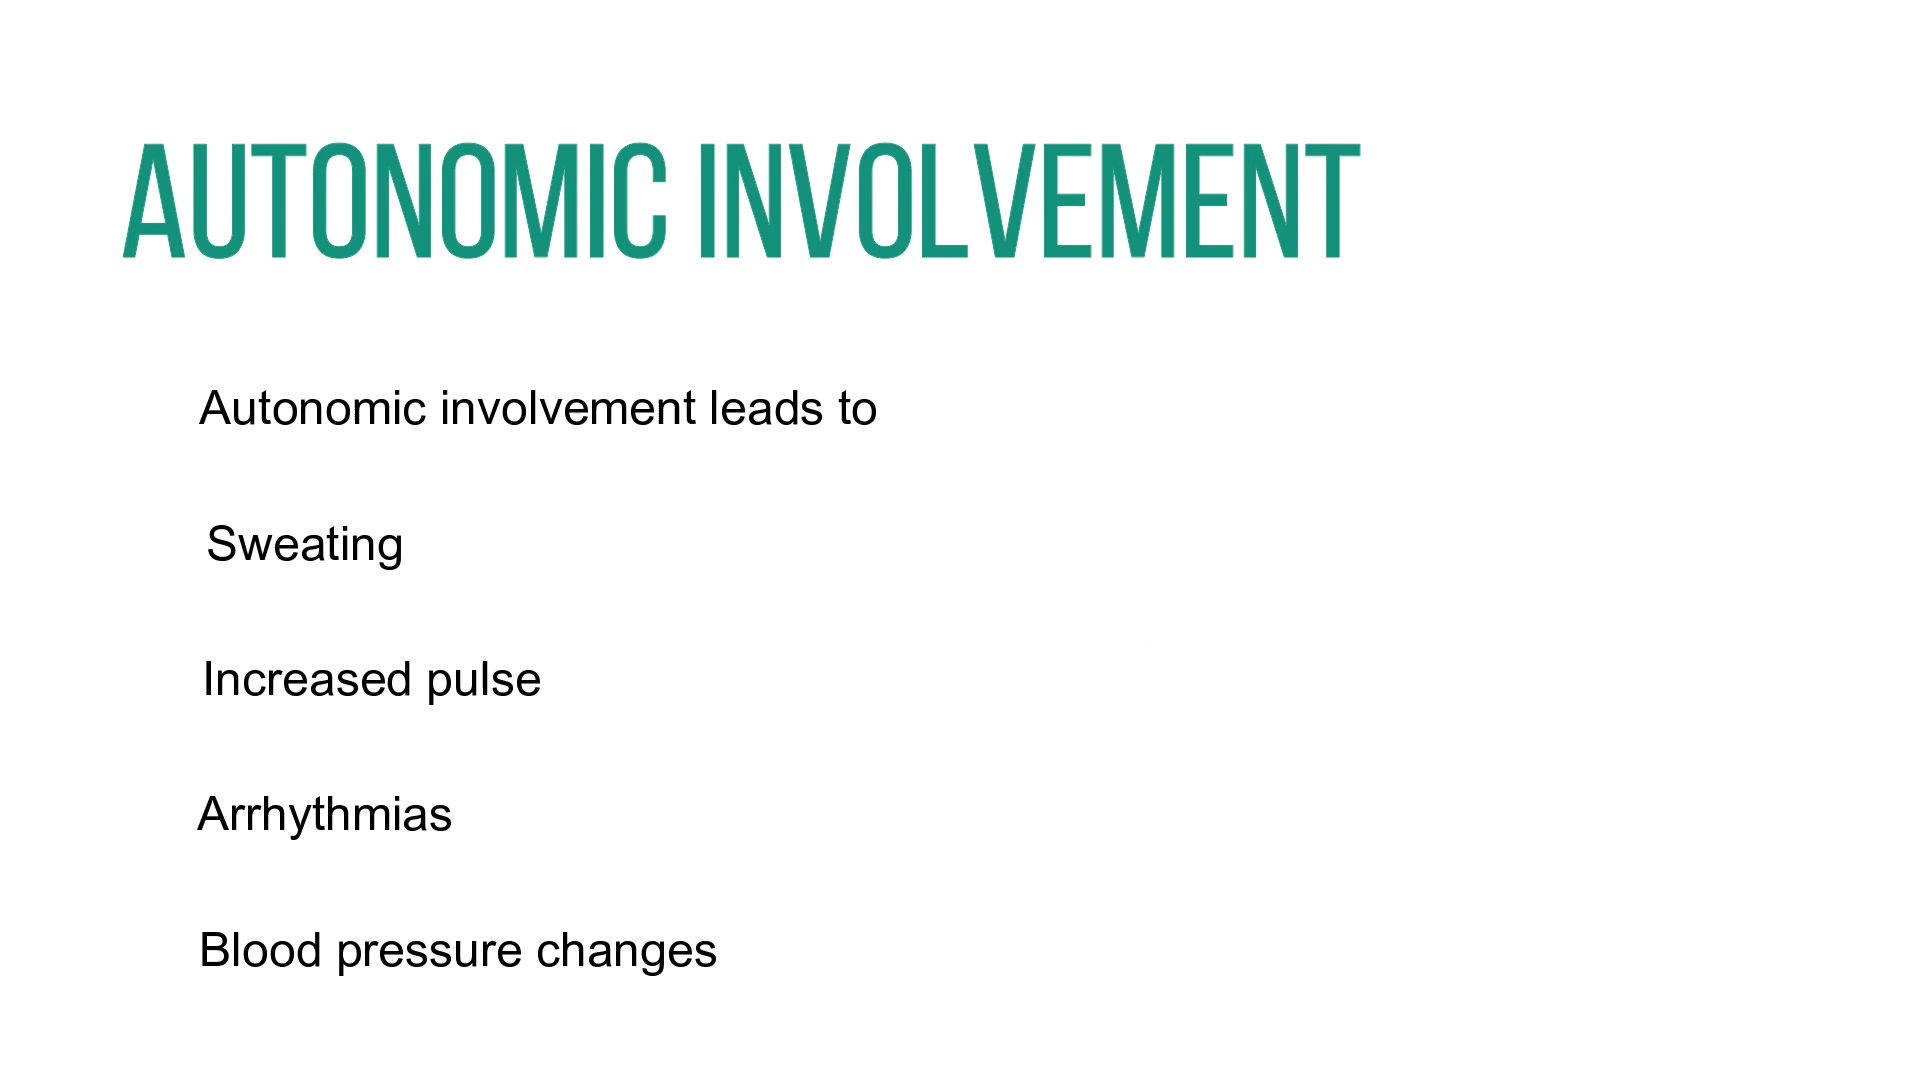 AUTONOMIC INVOLVEMENT
Autonomic involvement leads to
Sweating
Increased pulse
Arrhythmias
Blood pressure changes